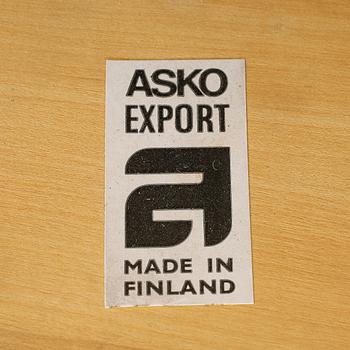 ASKO
EXPORT
MADE IN
FINLAND